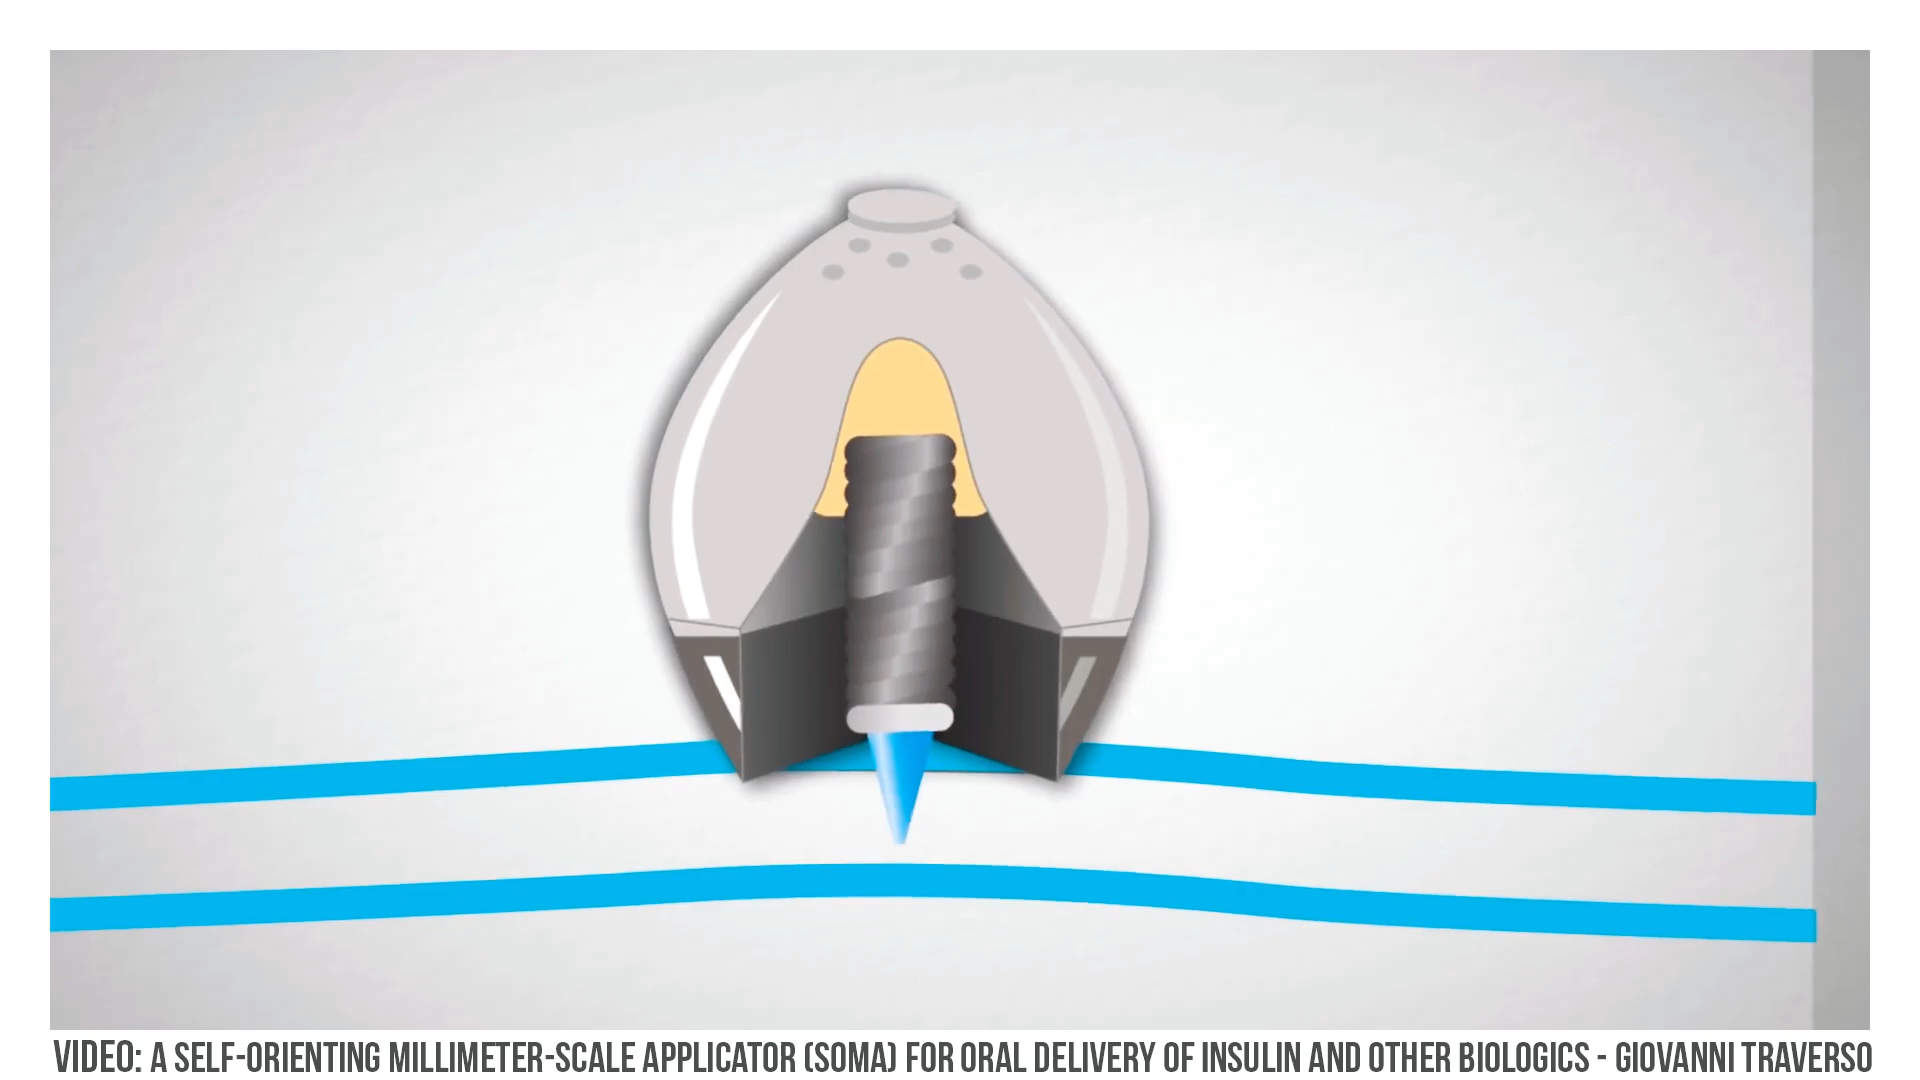 VIDEO: A SELF-ORIENTING MILLIMETER-SCALE APPLICATOR (SOMA) FOR ORAL DELIVERY OF INSULIN AND OTHER BIOLOGICS - GIOVANNI TRAVERSO